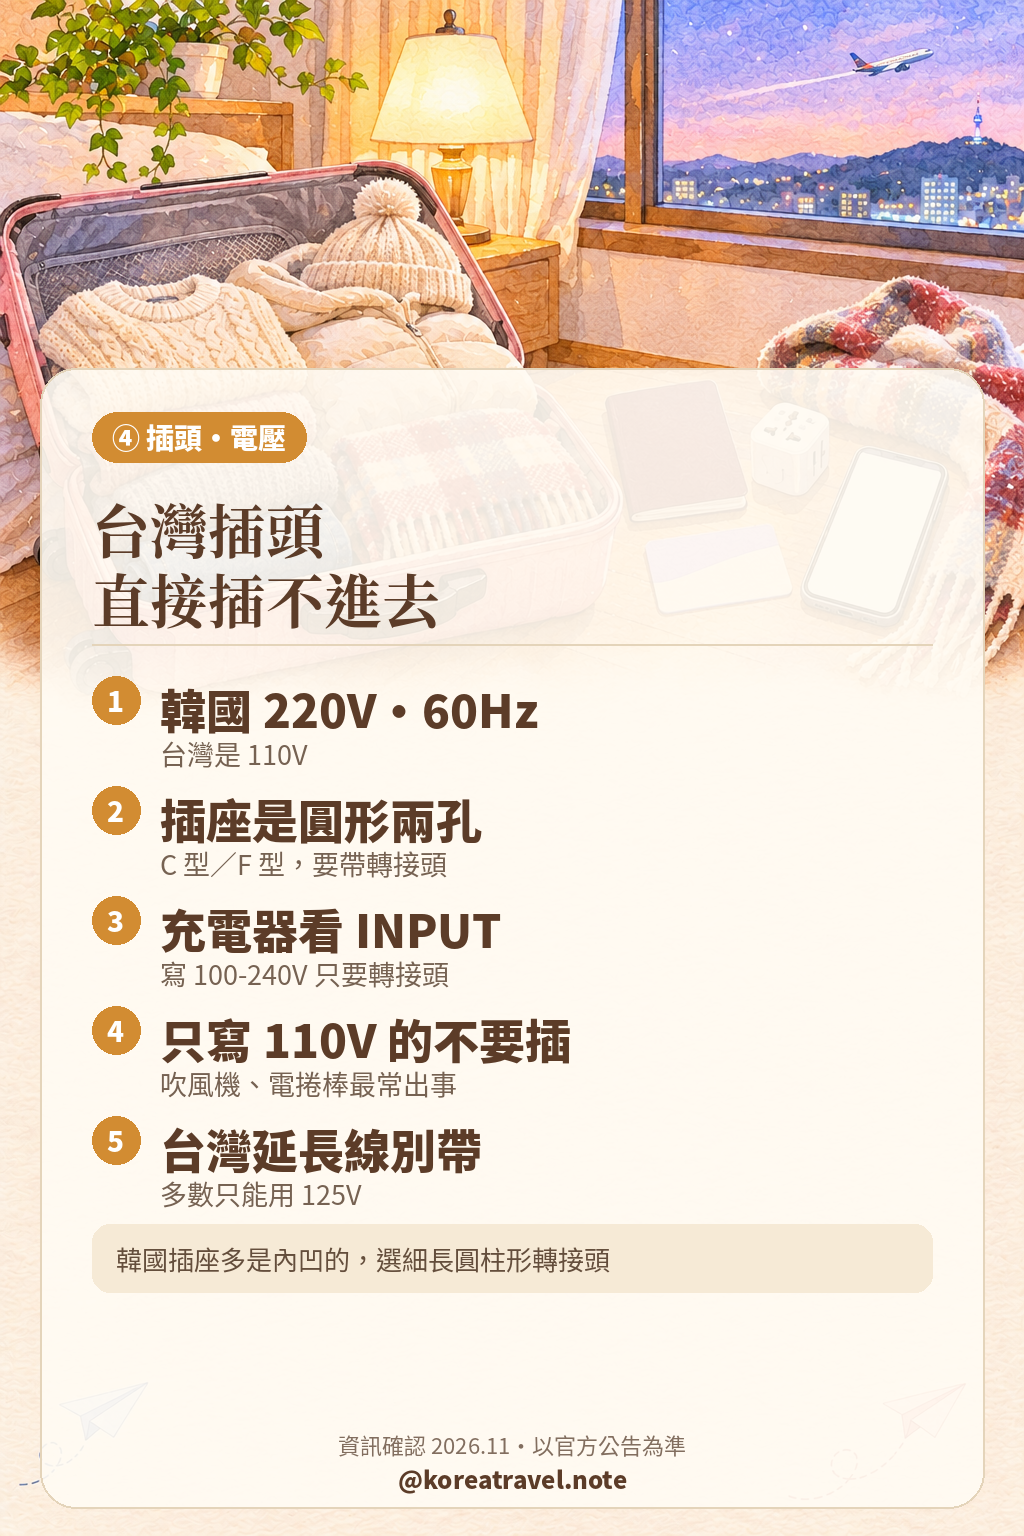 ④ 插頭・電壓
台灣插頭
直接插不進去
1 韓國 220V・60Hz
台灣是 110V
2 插座是圓形兩孔
C 型／F 型，要帶轉接頭
3 充電器看 INPUT
寫 100-240V 只要轉接頭
4 只寫 110V 的不要插
吹風機、電捲棒最常出事
5 台灣延長線別帶
多數只能用 125V
韓國插座多是內凹的，選細長圓柱形轉接頭
資訊確認 2026.11・以官方公告為準
@koreatravel.note